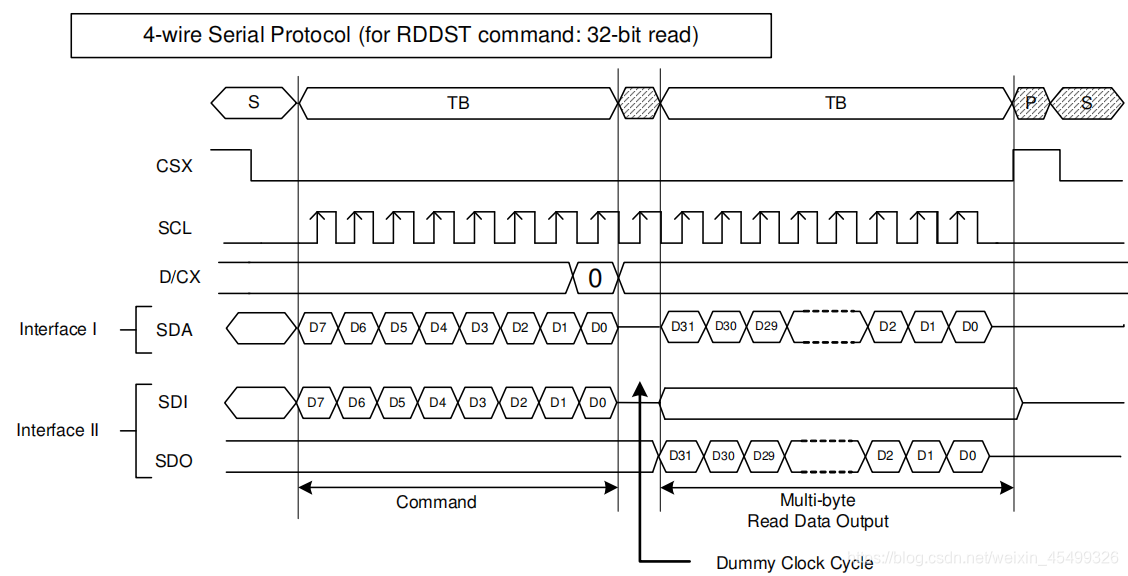 4-wire Serial Protocol (for RDDST command: 32-bit read)
S TB TB P S
CSX
SCL
D/CX 0
Interface I SDA D7 D6 D5 D4 D3 D2 D1 D0 D31 D30 D29 D2 D1 D0
SDI D7 D6 D5 D4 D3 D2 D1 D0
Interface II
SDO D31 D30 D29 D2 D1 D0
Command
Multi-byte
Read Data Output
Dummy Clock Cycle
https://blog.csdn.net/weixin_45499326